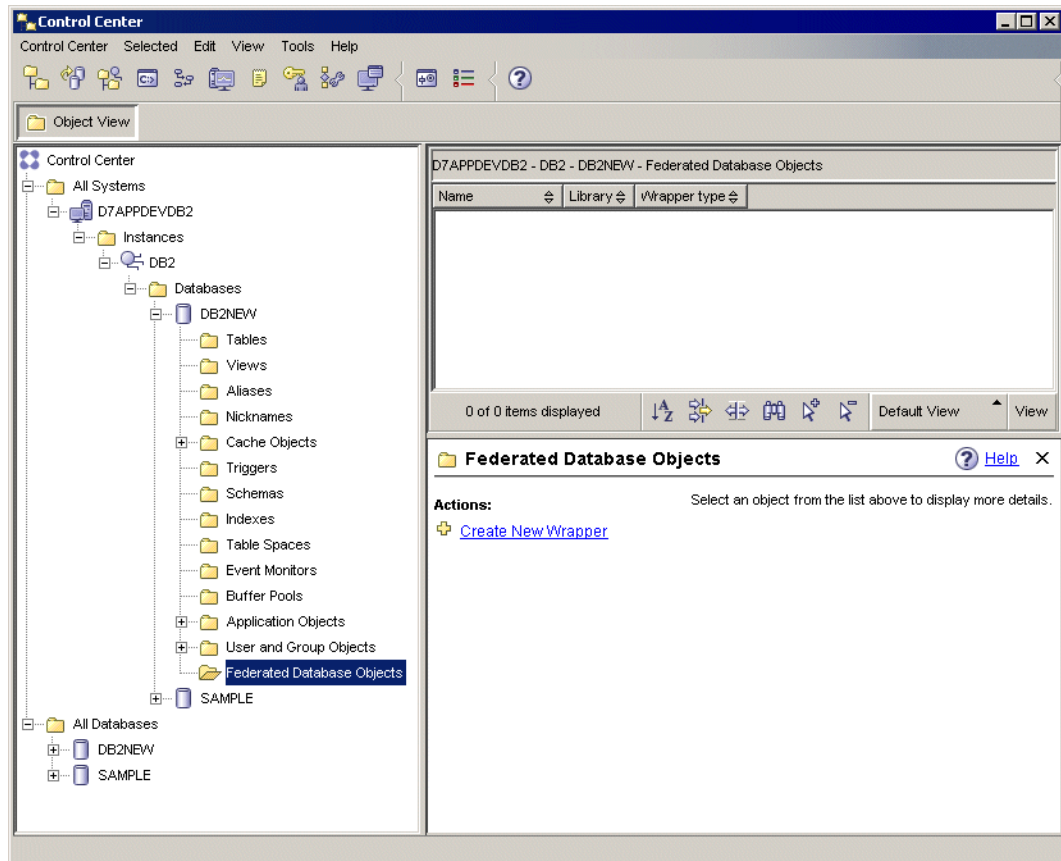 Control Center
Control Center Selected Edit View Tools Help
Object View
Control Center
All Systems
D7APPDEVDB2
Instances
DB2
Databases
DB2NEW
Tables
Views
Aliases
Nicknames
Cache Objects
Triggers
Schemas
Indexes
Table Spaces
Event Monitors
Buffer Pools
Application Objects
User and Group Objects
Federated Database Objects
SAMPLE
All Databases
DB2NEW
SAMPLE
D7APPDEVDB2 - DB2 - DB2NEW - Federated Database Objects
Name Library Wrapper type
0 of 0 items displayed Default View View
Federated Database Objects Help
Actions: Select an object from the list above to display more details.
Create New Wrapper